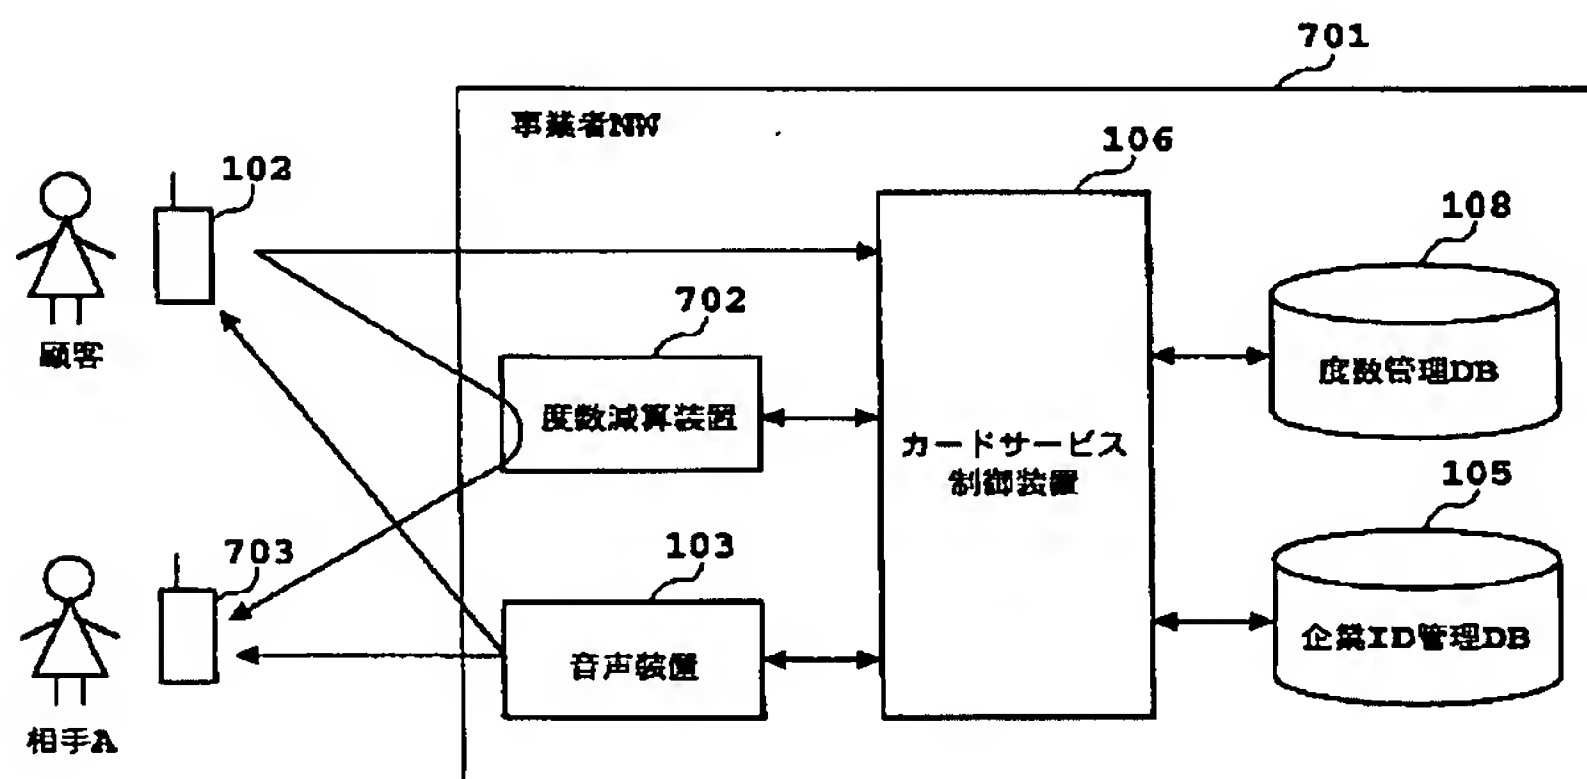 701
事業者NW
106
102
108
702
顧客
度数減算装置
度数管理DB
カードサービス
制御装置
105
703
103
企業ID管理DB
音声装置
相手A